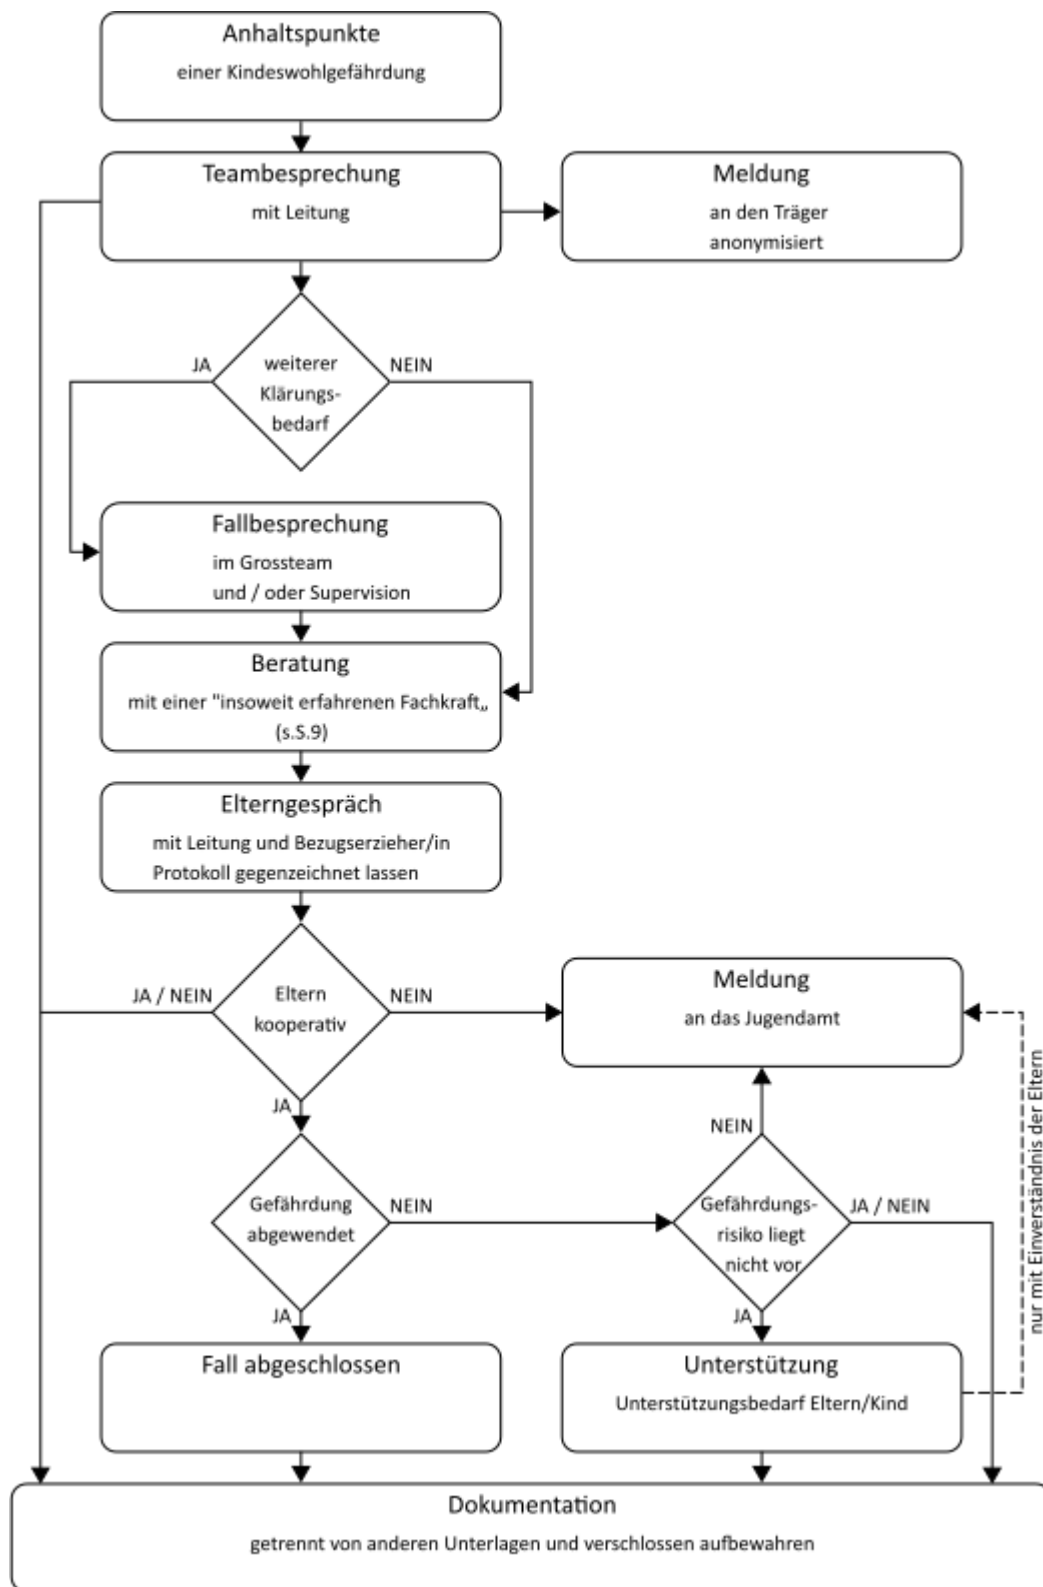 Anhaltspunkte
einer Kindeswohlgefährdung
Teambesprechung
mit Leitung
Meldung
an den Träger
anonymisiert
JA
weiterer
Klärungs-
bedarf
NEIN
Fallbesprechung
im Grossteam
und / oder Supervision
Beratung
mit einer "insoweit erfahrenen Fachkraft„
(s.S.9)
Elterngespräch
mit Leitung und Bezugserzieher/in
Protokoll gegenzeichnet lassen
JA / NEIN
Eltern
kooperativ
NEIN
Meldung
an das Jugendamt
JA
NEIN
nur mit Einverständnis der Eltern
Gefährdung
abgewendet
NEIN
Gefährdungs-
risiko liegt
nicht vor
JA / NEIN
JA
JA
Fall abgeschlossen
Unterstützung
Unterstützungsbedarf Eltern/Kind
Dokumentation
getrennt von anderen Unterlagen und verschlossen aufbewahren